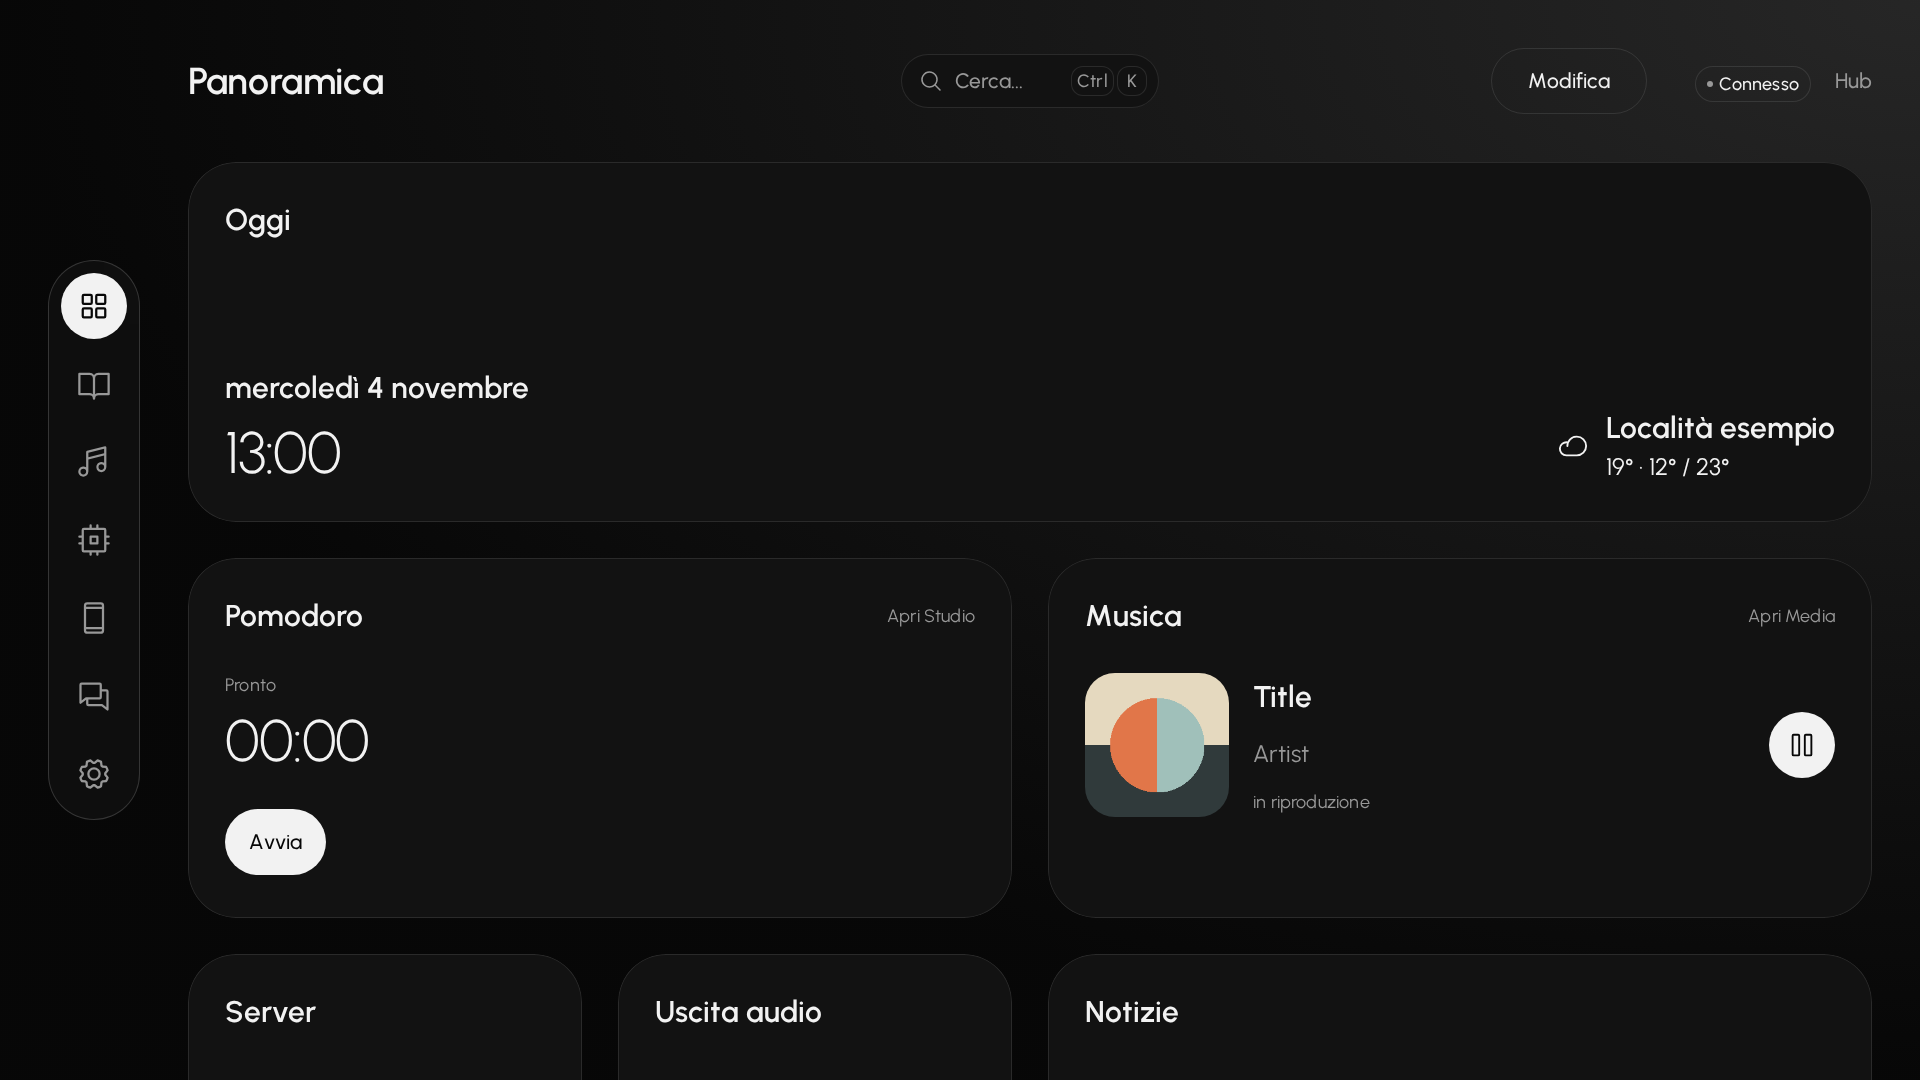 Panoramica
Cerca... Ctrl K
Modifica
Connesso
Hub
Oggi
mercoledì 4 novembre
13:00
Località esempio
19° · 12° / 23°
Pomodoro
Apri Studio
Pronto
00:00
Avvia
Musica
Apri Media
Title
Artist
in riproduzione
Server
Uscita audio
Notizie